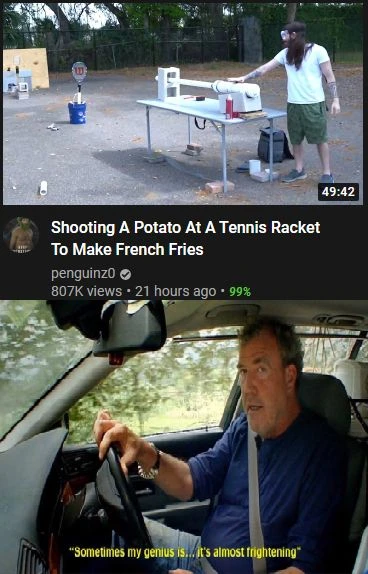 49:42
Shooting A Potato At A Tennis Racket
To Make French Fries
penguinz0
807K views • 21 hours ago • 99%
"Sometimes my genius is... it's almost frightening"